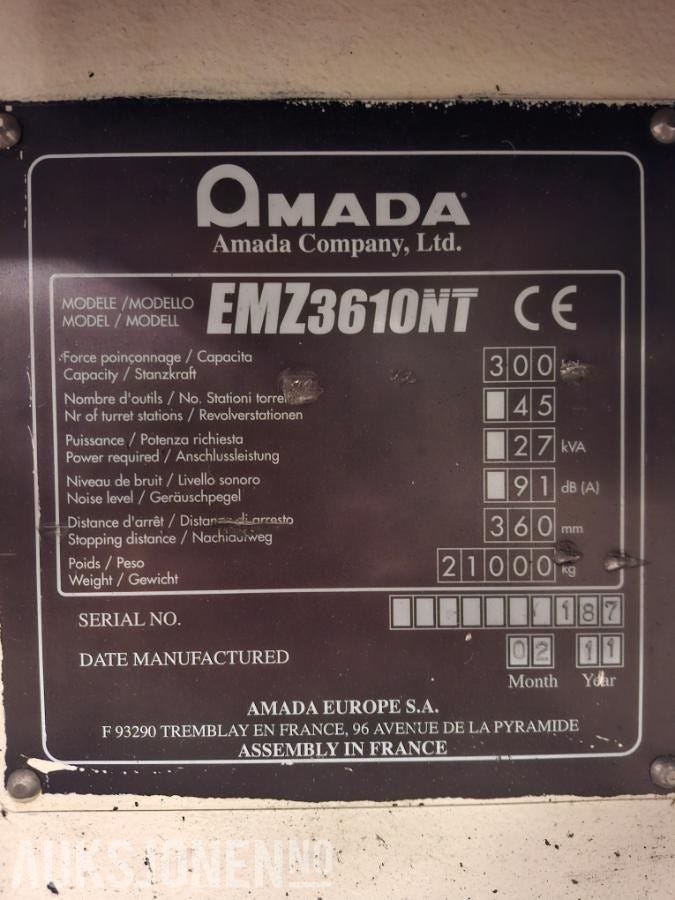 AMADA
Amada Company, Ltd.
MODELE /MODELLO
MODEL / MODELL
EMZ3610NT CE
Force poinçonnage / Capacita
Capacity / Stanzkraft
300
Nombre d'outils / No. Stationi torrel
Nr of turret stations / Revolverstationen
45
Puissance / Potenza richiesta
Power required / Anschlussleistung
27 kVA
Niveau de bruit / Livello sonoro
Noise level / Geräuschpegel
91 dB (A)
Distance d'arrêt / Distanza di arresto
Stopping distance / Nachlaufweg
360 mm
Poids / Peso
Weight / Gewicht
21000 kg
SERIAL NO.
187
DATE MANUFACTURED
02 11
Month Year
AMADA EUROPE S.A.
F 93290 TREMBLAY EN FRANCE, 96 AVENUE DE LA PYRAMIDE
ASSEMBLY IN FRANCE
AUKSJONEN.NO